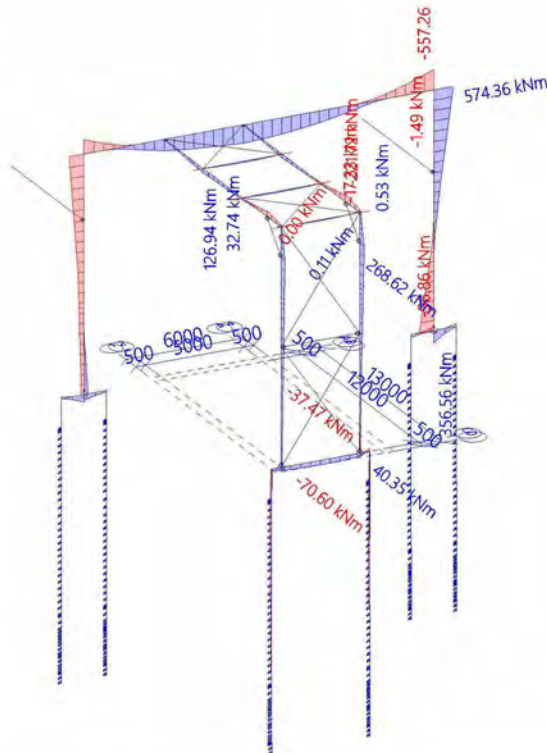 -557.26
574.36 kNm
-1.49 kNm
0.53 kNm
126.94 kNm
32.74 kNm
0.00 kNm
0.11 kNm
268.62 kNm
6000
5000
500
500
500
13000
12000
500
356.56 kNm
-37.47 kNm
40.35 kNm
-70.60 kNm